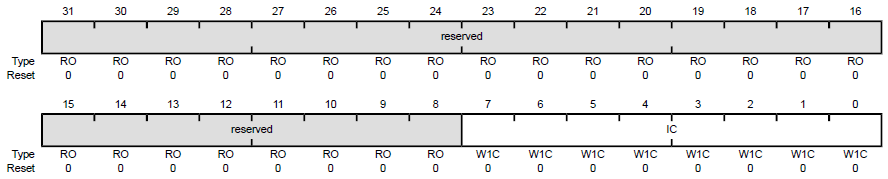 31 30 29 28 27 26 25 24 23 22 21 20 19 18 17 16
reserved
Type RO RO RO RO RO RO RO RO RO RO RO RO RO RO RO RO
Reset 0 0 0 0 0 0 0 0 0 0 0 0 0 0 0 0
15 14 13 12 11 10 9 8 7 6 5 4 3 2 1 0
reserved IC
Type RO RO RO RO RO RO RO RO W1C W1C W1C W1C W1C W1C W1C W1C
Reset 0 0 0 0 0 0 0 0 0 0 0 0 0 0 0 0